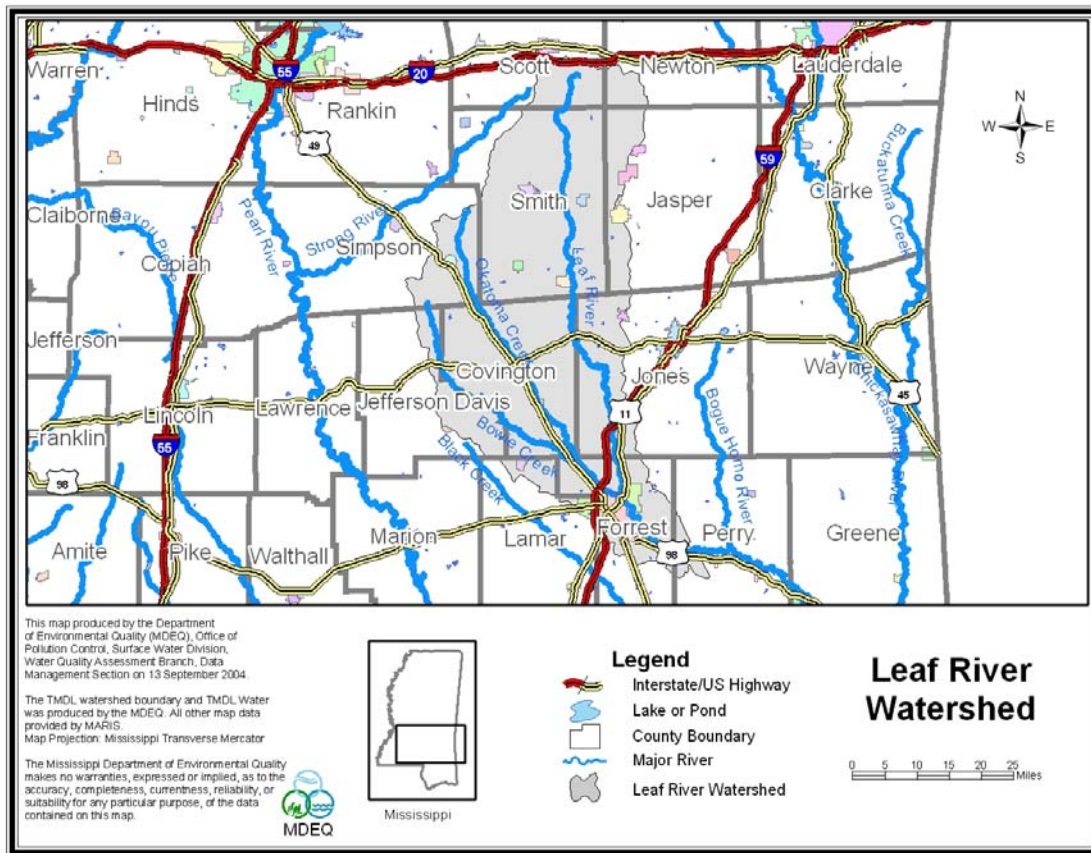 Warren
Hinds
Rankin
Scott
Newton
Lauderdale
55
20
49
59
N
W E
S
Claiborne
Bayou Pierre
Copiah
Pearl River
Strong River
Simpson
Smith
Leaf River
Okatoma Creek
Jasper
Clarke
Buckatunna Creek
Jefferson
Lincoln
Lawrence
Jefferson Davis
Covington
Jones
Wayne
Chickasawhay River
45
11
Franklin
55
98
Bowie Creek
Black Creek
Bogue Homo River
Amite
Pike
Walthall
Marion
Lamar
Forrest
98
Perry
Greene
This map produced by the Department
of Environmental Quality (MDEQ), Office of
Pollution Control, Surface Water Division,
Water Quality Assessment Branch, Data
Management Section on 13 September 2004.
The TMDL watershed boundary and TMDL Water
was produced by the MDEQ. All other map data
provided by MARIS.
Map Projection: Mississippi Transverse Mercator
The Mississippi Department of Environmental Quality
makes no warranties, expressed or implied, as to the
accuracy, completeness, currentness, reliability, or
suitability for any particular purpose, of the data
contained on this map.
MDEQ
Mississippi
Legend
Interstate/US Highway
Lake or Pond
County Boundary
Major River
Leaf River Watershed
Leaf River
Watershed
0 5 10 15 20 25
Miles